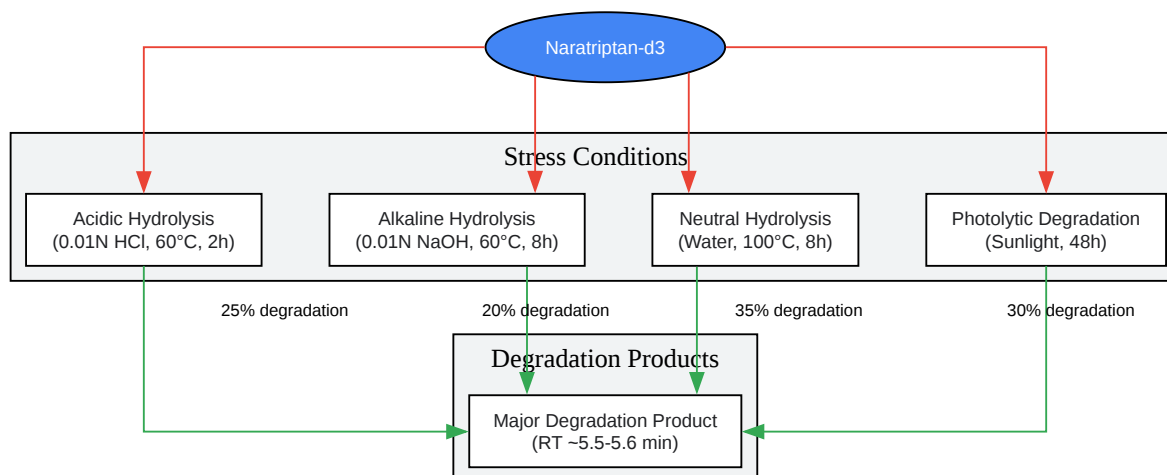 Naratriptan-d3
Stress Conditions
Acidic Hydrolysis
(0.01N HCl, 60°C, 2h)
Alkaline Hydrolysis
(0.01N NaOH, 60°C, 8h)
Neutral Hydrolysis
(Water, 100°C, 8h)
Photolytic Degradation
(Sunlight, 48h)
25% degradation
20% degradation
35% degradation
30% degradation
Degradation Products
Major Degradation Product
(RT ~5.5-5.6 min)